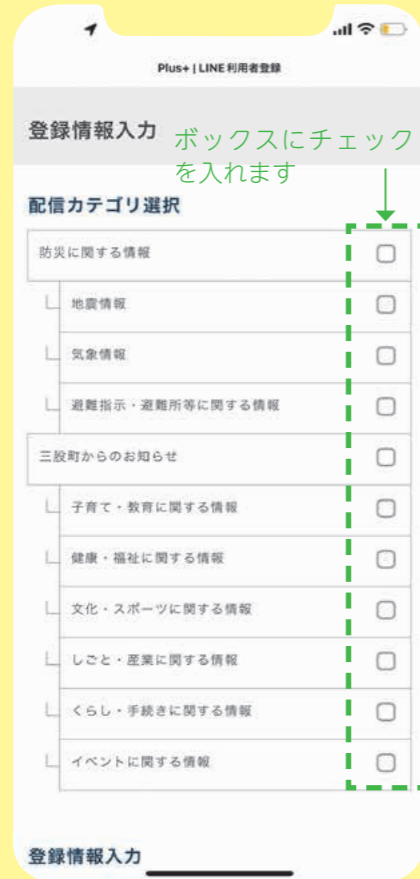 Plus+ | LINE 利用者登録
登録情報入力
ボックスにチェック
を入れます
配信カテゴリ選択
防災に関する情報
地震情報
気象情報
避難指示・避難所等に関する情報
三股町からのお知らせ
子育て・教育に関する情報
健康・福祉に関する情報
文化・スポーツに関する情報
しごと・産業に関する情報
くらし・手続きに関する情報
イベントに関する情報
登録情報入力